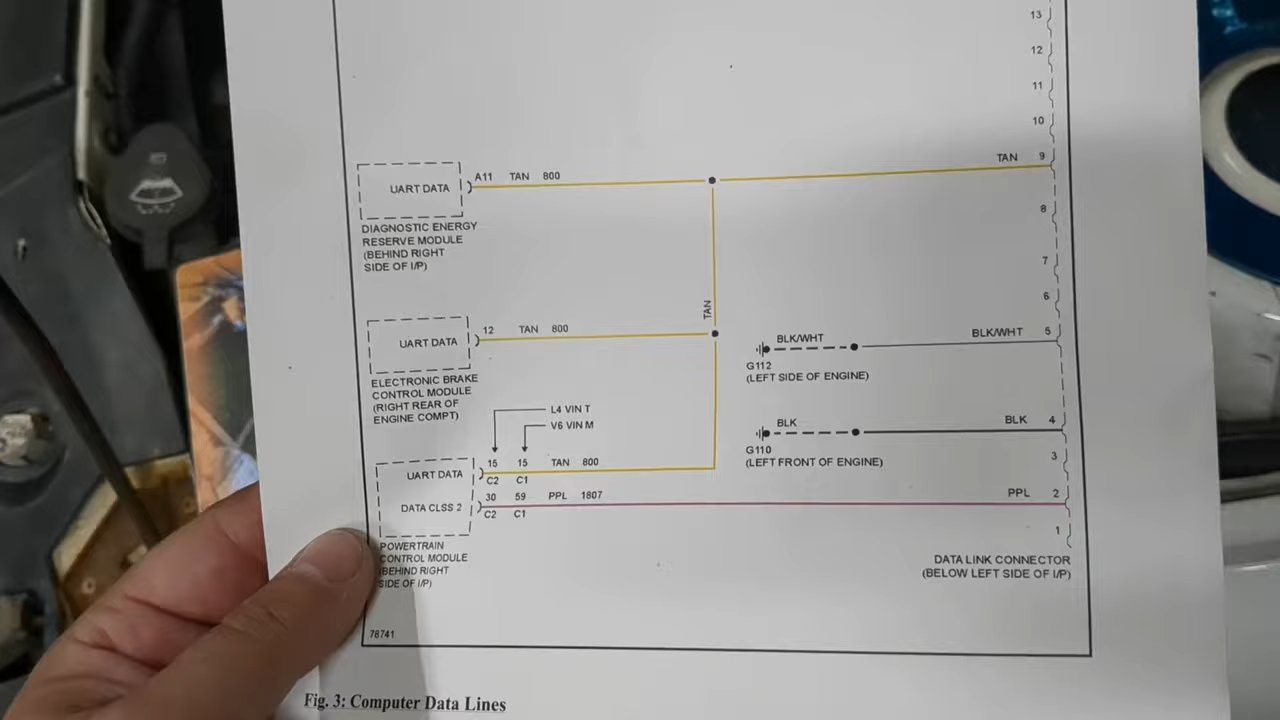 13
12
11
10
TAN 9
A11 TAN 800
UART DATA
DIAGNOSTIC ENERGY
RESERVE MODULE
(BEHIND RIGHT
SIDE OF I/P)
8
7
6
TAN
12 TAN 800
UART DATA
ELECTRONIC BRAKE
CONTROL MODULE
(RIGHT REAR OF
ENGINE COMPT)
BLK/WHT
BLK/WHT 5
G112
(LEFT SIDE OF ENGINE)
L4 VIN T
V6 VIN M
BLK
BLK 4
G110
(LEFT FRONT OF ENGINE)
3
15 15 TAN 800
UART DATA
C2 C1
30 59 PPL 1807
PPL 2
DATA CLSS 2
C2 C1
1
POWERTRAIN
CONTROL MODULE
(BEHIND RIGHT
SIDE OF I/P)
DATA LINK CONNECTOR
(BELOW LEFT SIDE OF I/P)
78741
Fig. 3: Computer Data Lines